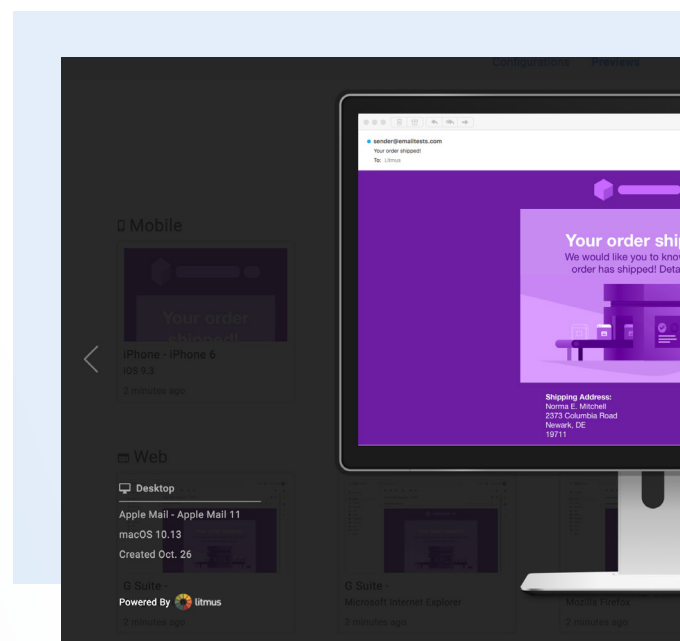 Configurations Previews
sender@emailtests.com
Your order shipped!
To: Litmus
Your order
We would like you to
order has shipped!
Shipping Address:
Norma E. Mitchell
2373 Columbia Road
Newark, DE
19711
Mobile
Your order
shipped!
iPhone - iPhone 6
iOS 9.3
2 minutes ago
Web
Desktop
Apple Mail - Apple Mail 11
macOS 10.13
Created Oct. 26
G Suite -
G Suite -
Microsoft Internet Explorer
Mozilla Firefox
Powered By litmus
2 minutes ago
2 minutes ago
2 minutes ago